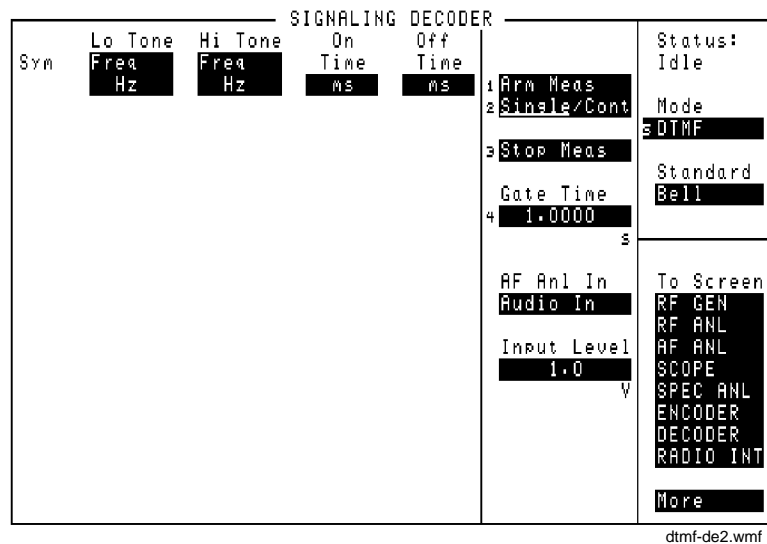 SIGNALING DECODER
Sym
Lo Tone
Freq
Hz
Hi Tone
Freq
Hz
On
Time
ms
Off
Time
ms
1 Arm Meas
2 Single/Cont
3 Stop Meas
Gate Time
4 1.0000
s
AF Anl In
Audio In
Input Level
1.0
V
Status:
Idle
Mode
5 DTMF
Standard
Bell
To Screen
RF GEN
RF ANL
AF ANL
SCOPE
SPEC ANL
ENCODER
DECODER
RADIO INT
More
dtmf-de2.wmf